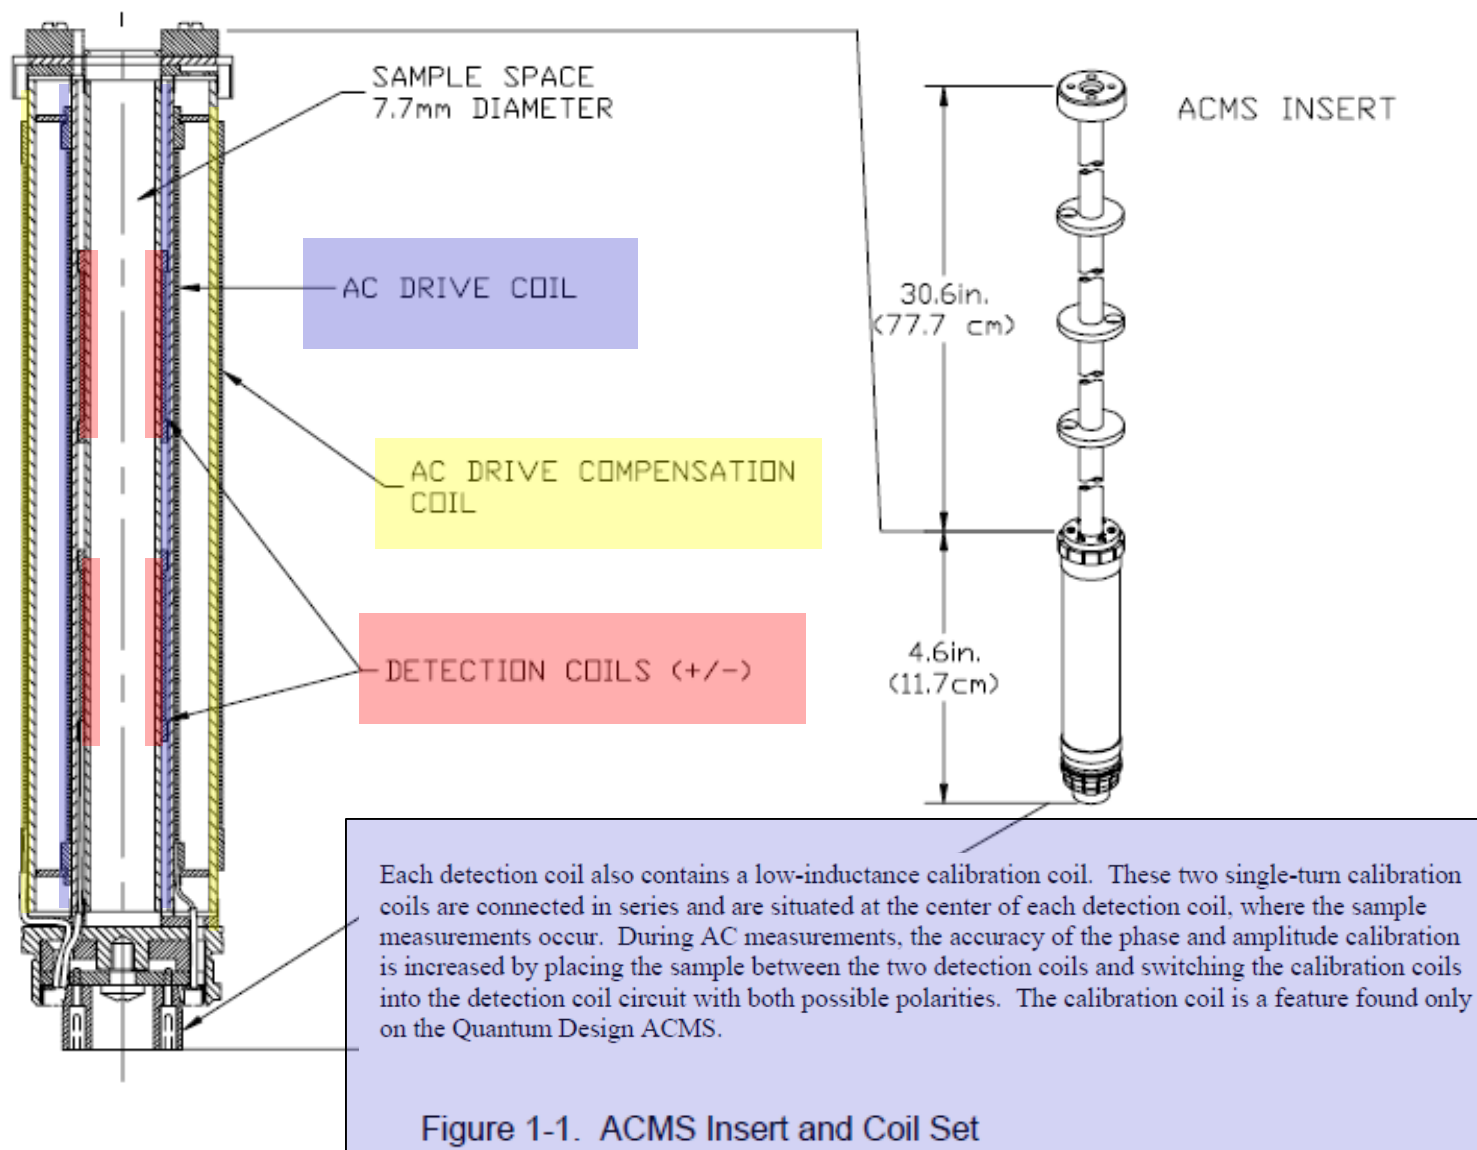 SAMPLE SPACE
7.7mm DIAMETER
ACMS INSERT
AC DRIVE COIL
30.6in.
(77.7 cm)
AC DRIVE COMPENSATION
COIL
DETECTION COILS (+/-)
4.6in.
(11.7cm)
Each detection coil also contains a low-inductance calibration coil. These two single-turn calibration
coils are connected in series and are situated at the center of each detection coil, where the sample
measurements occur. During AC measurements, the accuracy of the phase and amplitude calibration
is increased by placing the sample between the two detection coils and switching the calibration coils
into the detection coil circuit with both possible polarities. The calibration coil is a feature found only
on the Quantum Design ACMS.
Figure 1-1. ACMS Insert and Coil Set